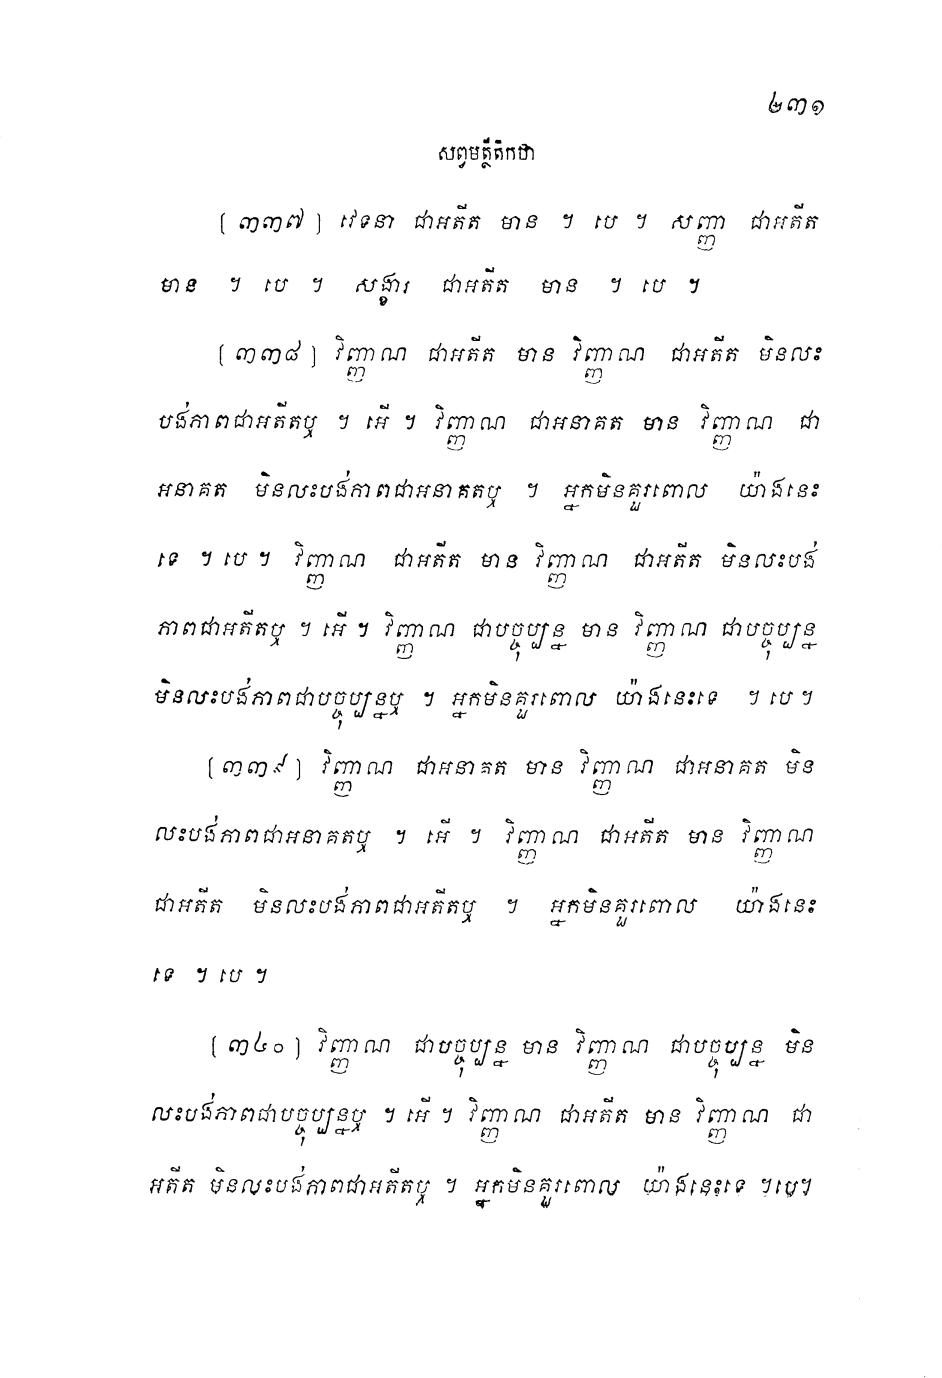 ២៣១
សព្វមត្ថីតិកថា
[ ៣៣៧ ] វេទនា ជាអតីត មាន ។ បេ ។ សញ្ញា ជាអតីត
មាន ។ បេ ។ សង្ខារ ជាអតីត មាន ។ បេ ។
[ ៣៣៨ ] វិញ្ញាណ ជាអតីត មាន វិញ្ញាណ ជាអតីត មិនលះ
បង់ភាពជាអតីតឬ ។ អើ ។ វិញ្ញាណ ជាអនាគត មាន វិញ្ញាណ ជា
អនាគត មិនលះបង់ភាពជាអនាគតឬ ។ អ្នកមិនគួរពោល យ៉ាងនេះ
ទេ ។ បេ ។ វិញ្ញាណ ជាអតីត មាន វិញ្ញាណ ជាអតីត មិនលះបង់
ភាពជាអតីតឬ ។ អើ ។ វិញ្ញាណ ជាបច្ចុប្បន្ន មាន វិញ្ញាណ ជាបច្ចុប្បន្ន
មិនលះបង់ភាពជាបច្ចុប្បន្នឬ ។ អ្នកមិនគួរពោល យ៉ាងនេះទេ ។ បេ ។
[ ៣៣៩ ] វិញ្ញាណ ជាអនាគត មាន វិញ្ញាណ ជាអនាគត មិន
លះបង់ភាពជាអនាគតឬ ។ អើ ។ វិញ្ញាណ ជាអតីត មាន វិញ្ញាណ
ជាអតីត មិនលះបង់ភាពជាអតីតឬ ។ អ្នកមិនគួរពោល យ៉ាងនេះ
ទេ ។ បេ ។
[ ៣៤០ ] វិញ្ញាណ ជាបច្ចុប្បន្ន មាន វិញ្ញាណ ជាបច្ចុប្បន្ន មិន
លះបង់ភាពជាបច្ចុប្បន្នឬ ។ អើ ។ វិញ្ញាណ ជាអតីត មាន វិញ្ញាណ ជា
អតីត មិនលះបង់ភាពជាអតីតឬ ។ អ្នកមិនគួរពោល យ៉ាងនេះទេ ។បេ។